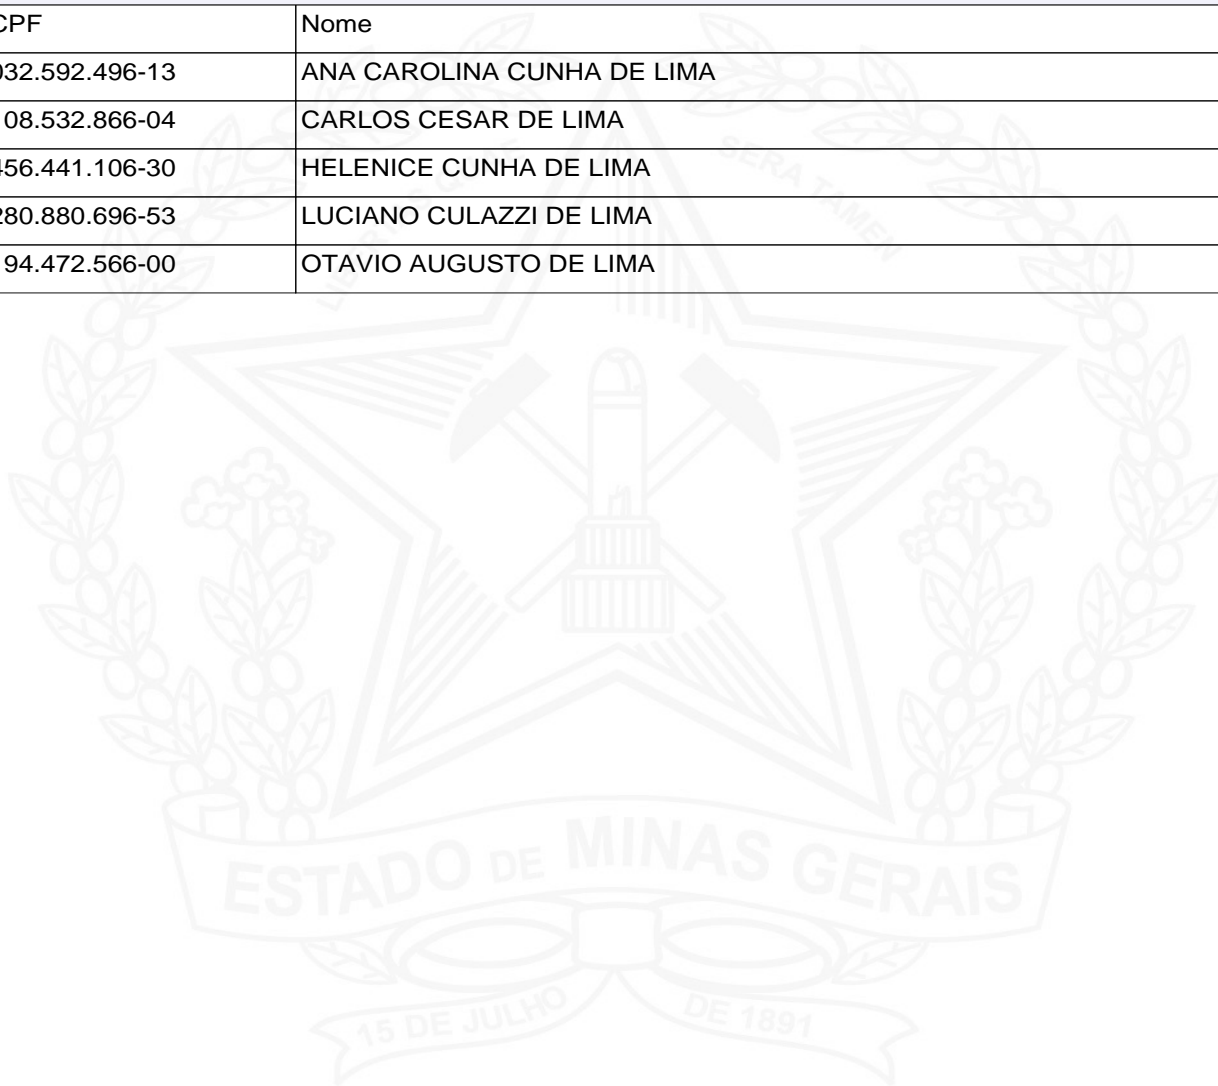 CPF Nome
032.592.496-13 ANA CAROLINA CUNHA DE LIMA
08.532.866-04 CARLOS CESAR DE LIMA
456.441.106-30 HELENICE CUNHA DE LIMA
280.880.696-53 LUCIANO CULAZZI DE LIMA
94.472.566-00 OTAVIO AUGUSTO DE LIMA
LIBERTAS QUE SERA TAMEN
ESTADO DE MINAS GERAIS
15 DE JULHO DE 1891